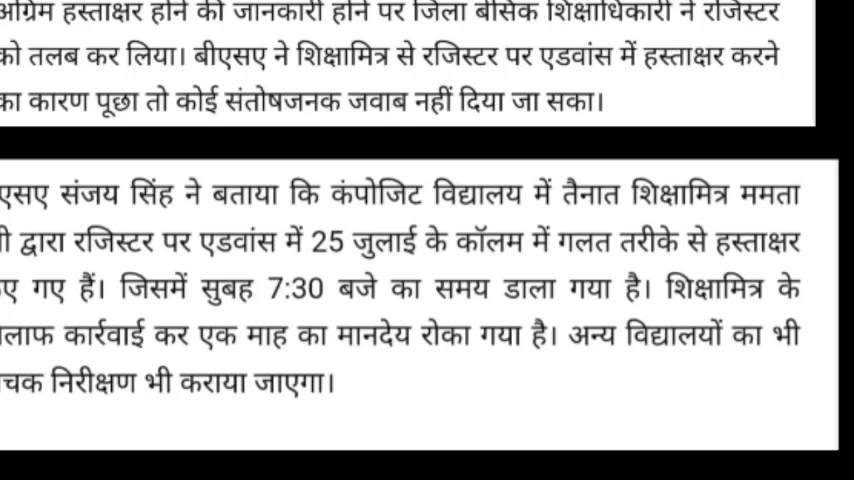 अग्रिम हस्ताक्षर होने की जानकारी होने पर जिला बेसिक शिक्षाधिकारी ने रजिस्टर
को तलब कर लिया। बीएसए ने शिक्षामित्र से रजिस्टर पर एडवांस में हस्ताक्षर करने
का कारण पूछा तो कोई संतोषजनक जवाब नहीं दिया जा सका।
एसए संजय सिंह ने बताया कि कंपोजिट विद्यालय में तैनात शिक्षामित्र ममता
द्वारा रजिस्टर पर एडवांस में 25 जुलाई के कॉलम में गलत तरीके से हस्ताक्षर
ए गए हैं। जिसमें सुबह 7:30 बजे का समय डाला गया है। शिक्षामित्र के
लाफ कार्रवाई कर एक माह का मानदेय रोका गया है। अन्य विद्यालयों का भी
चक निरीक्षण भी कराया जाएगा।